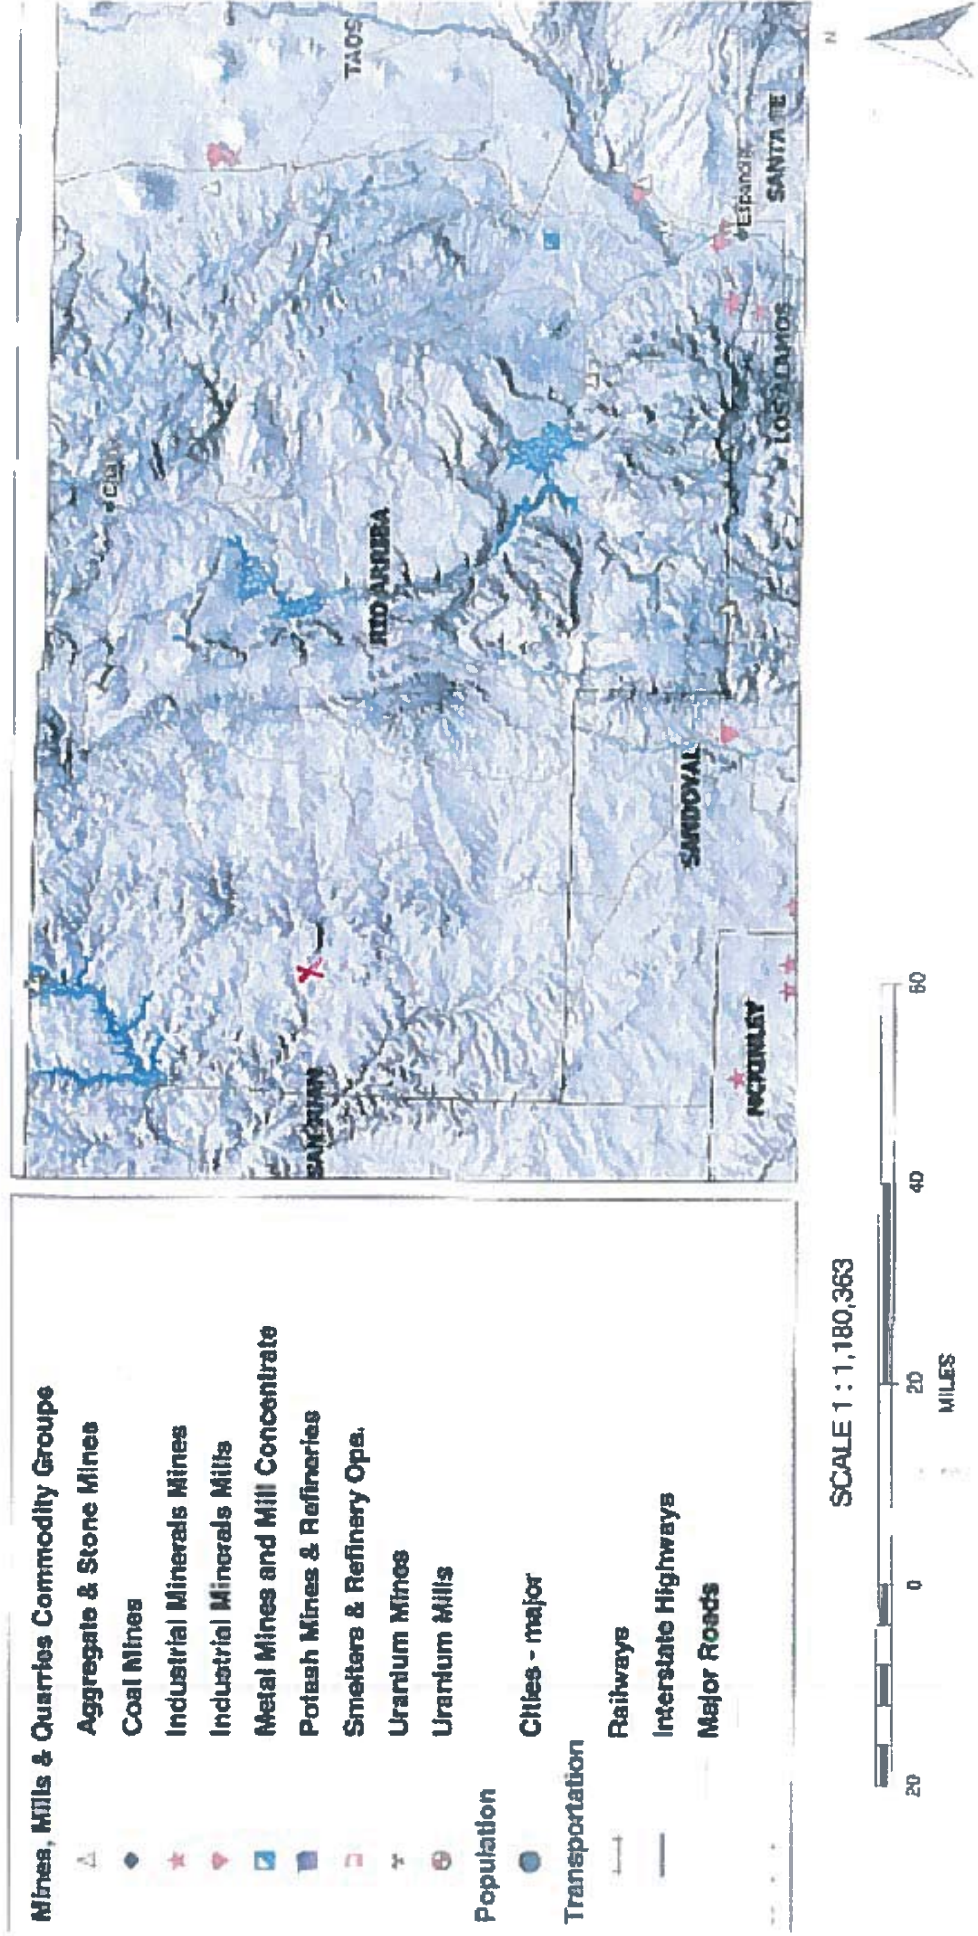 Mines, Mills & Quarries Commodity Groups
Aggregate & Stone Mines
Coal Mines
Industrial Minerals Mines
Industrial Minerals Mills
Metal Mines and Mill Concentrate
Potash Mines & Refineries
Smelters & Refinery Ops.
Uranium Mines
Uranium Mills
Population
Cities - major
Transportation
Railways
Interstate Highways
Major Roads
TAOS
RIO ARRIBA
SAN JUAN
SANDOVAL
MCKINLEY
LOS ALAMOS
Espanola
SANTA FE
X
SCALE 1 : 1,180,363
20 0 20 40 60
MILES
N